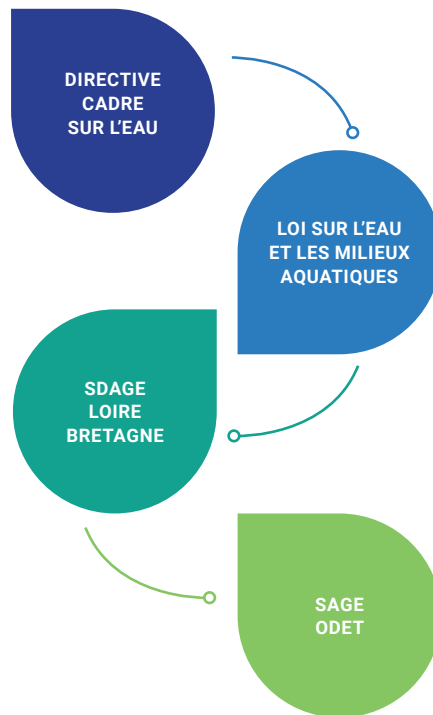 DIRECTIVE
CADRE
SUR L'EAU
LOI SUR L'EAU
ET LES MILIEUX
AQUATIQUES
SDAGE
LOIRE
BRETAGNE
SAGE
ODET